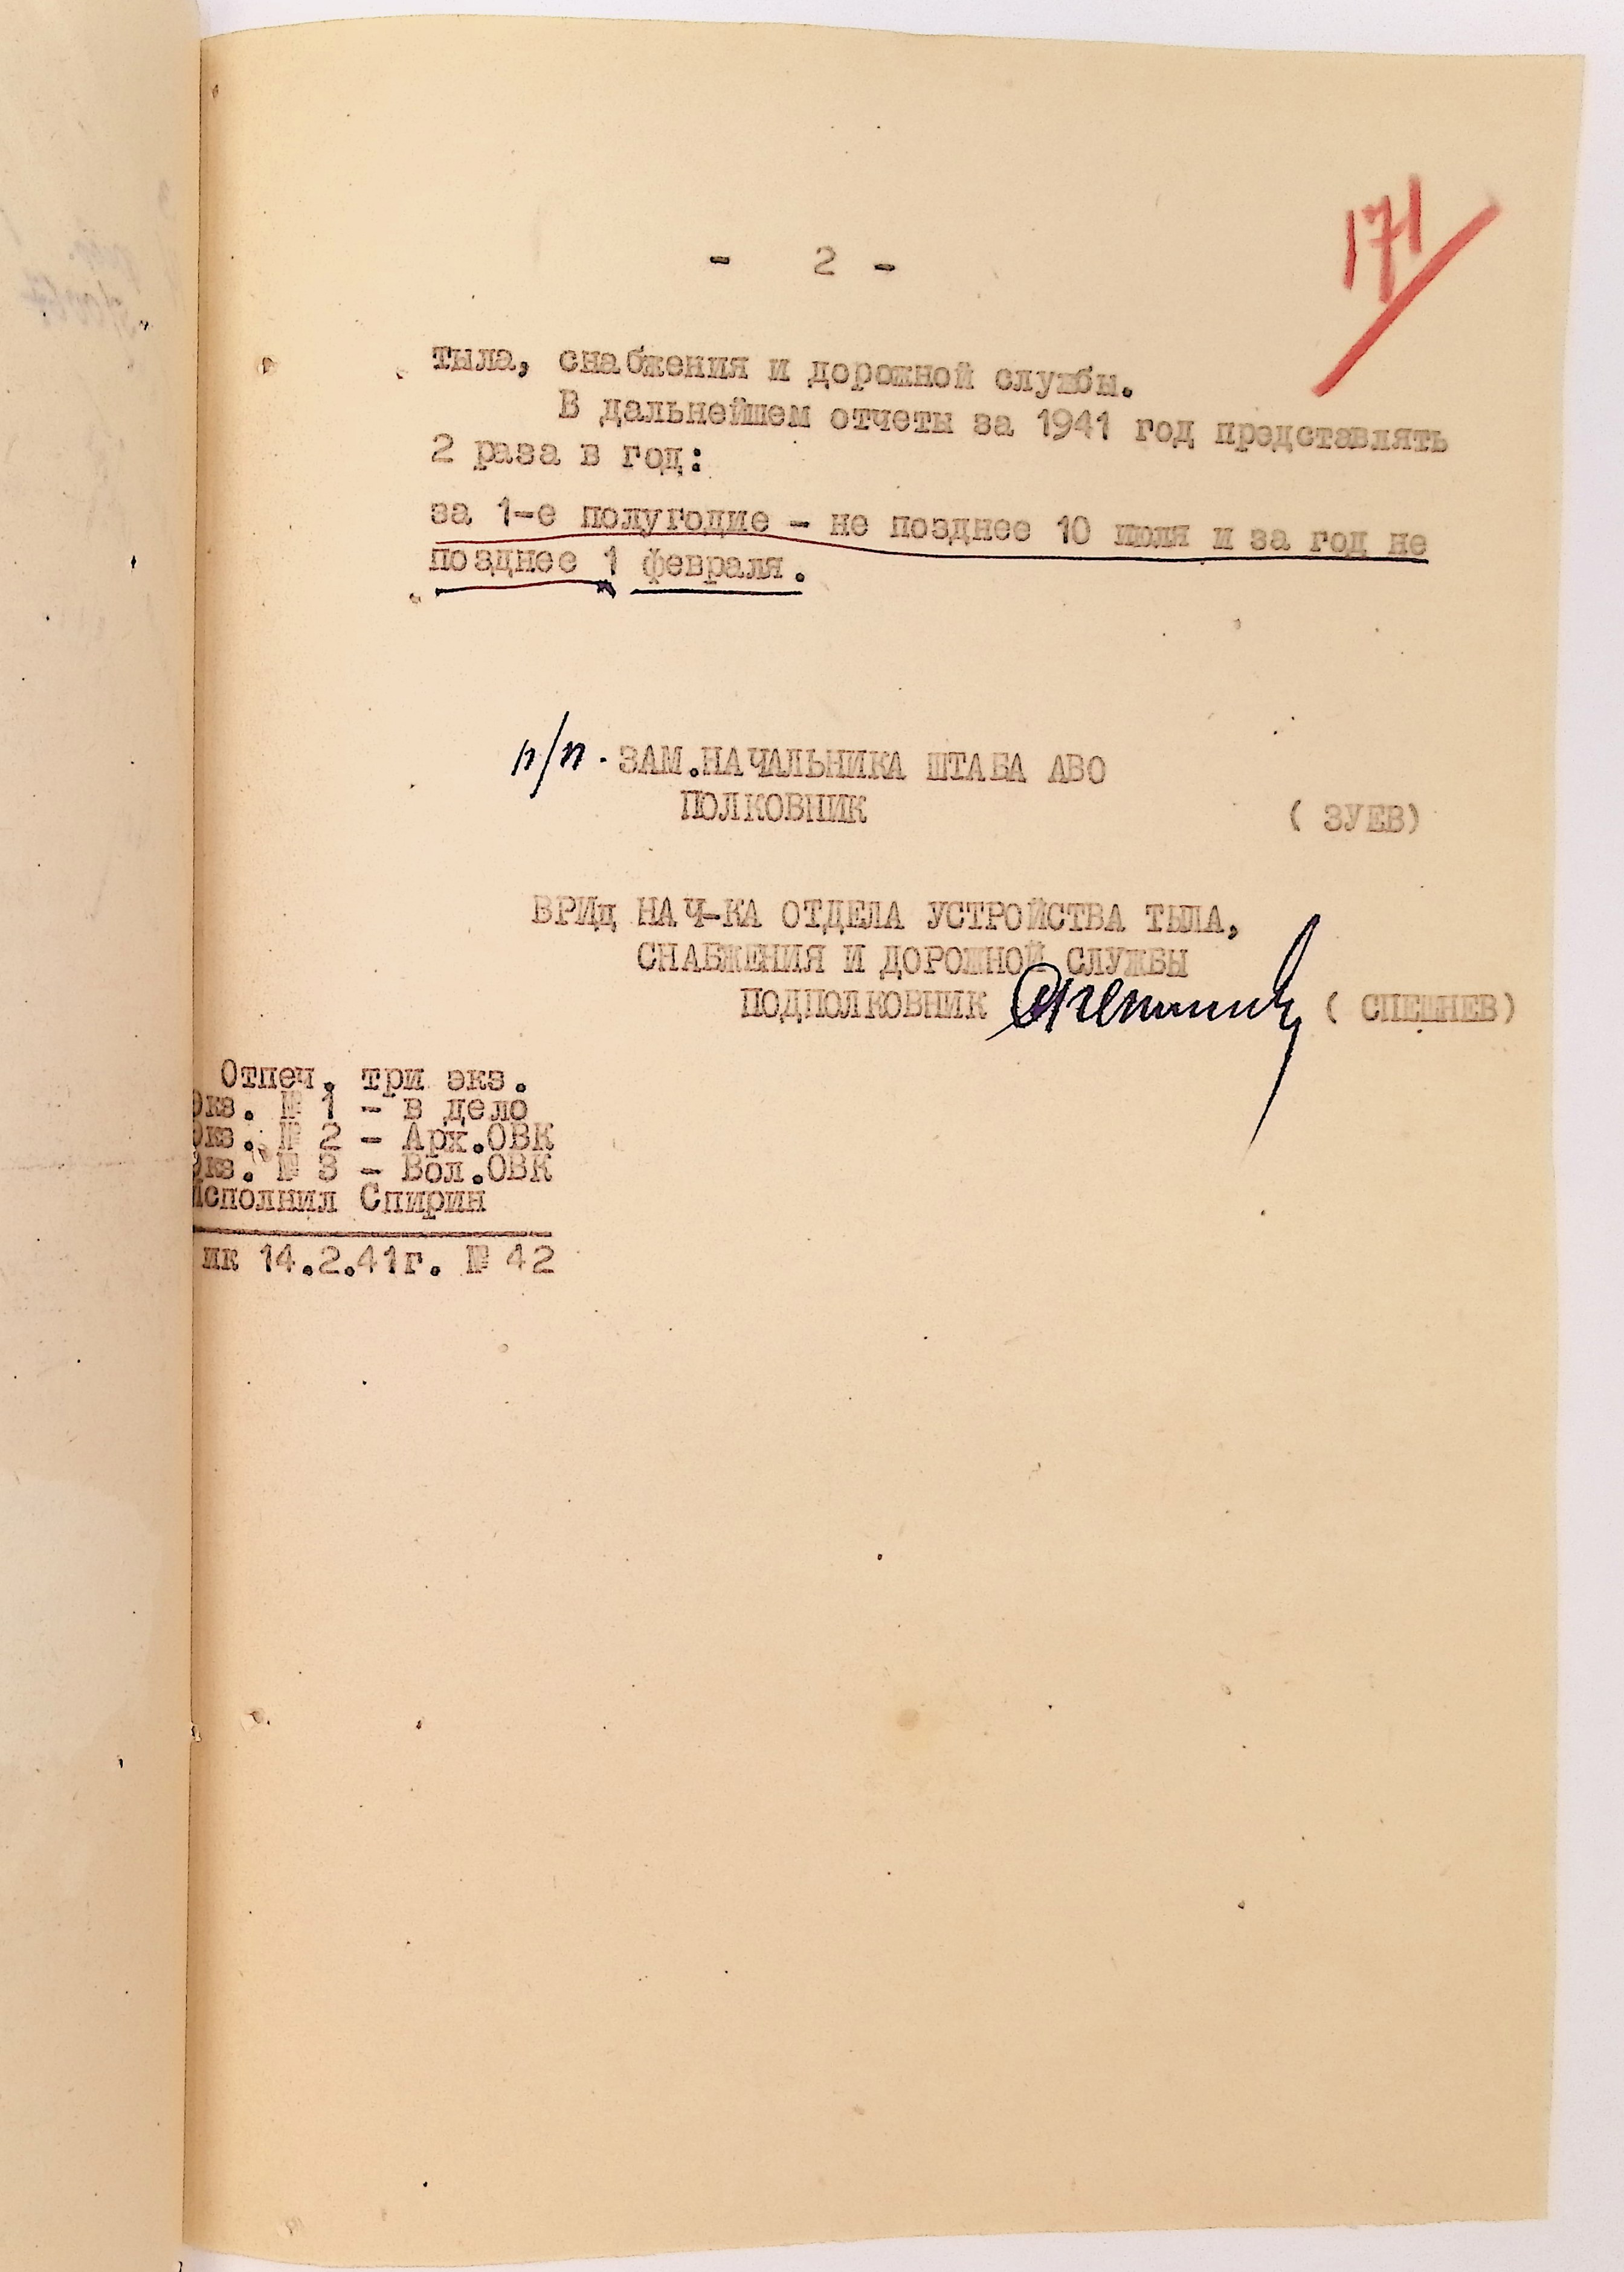 171
- 2 -
тыла, снабжения и дорожной службы.
В дальнейшем отчеты за 1941 год представлять
2 раза в год:
за 1-е полугодие - не позднее 10 июля и за год не
позднее 1 февраля.
п/п. ЗАМ.НАЧАЛЬНИКА ШТАБА АВО
ПОЛКОВНИК ( ЗУЕВ)
ВРИд НАЧ-КА ОТДЕЛА УСТРОЙСТВА ТЫЛА,
СНАБЖЕНИЯ И ДОРОЖНОЙ СЛУЖБЫ
ПОДПОЛКОВНИК ( СПЕШНЕВ)
Отпеч. три экз.
Экз. № 1 - в дело
Экз. № 2 - Арх.ОВК
Экз. № 3 - Вол.ОВК
Исполнил Спирин
ик 14.2.41г. № 42